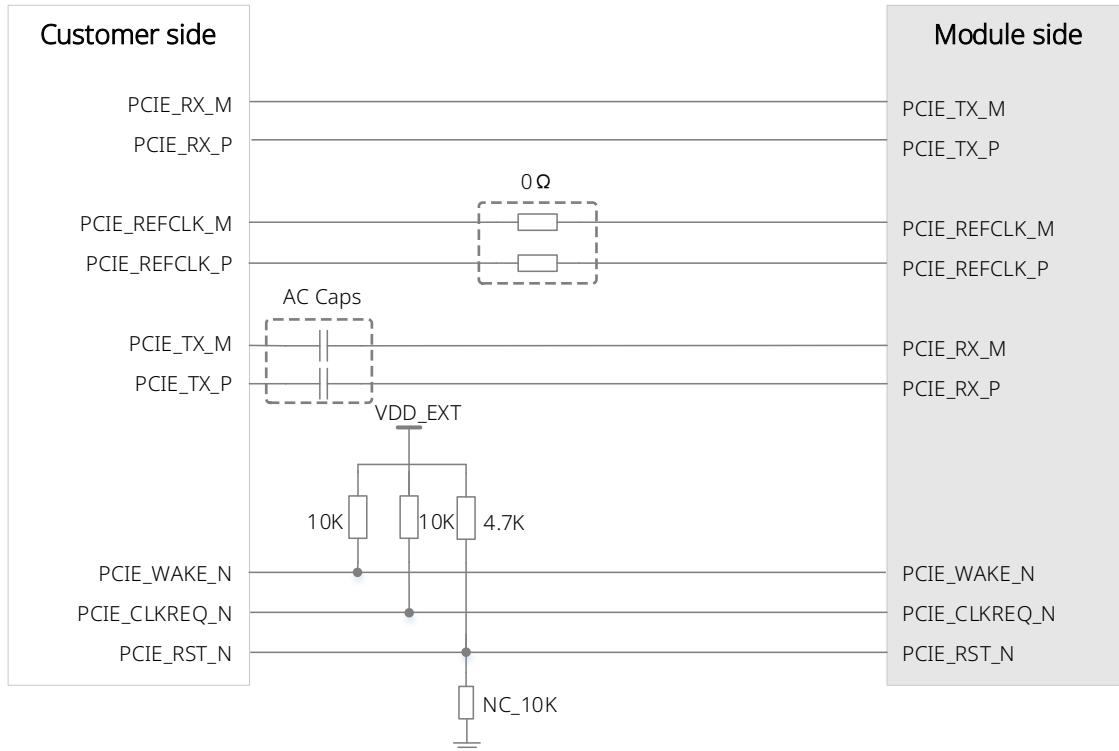 Customer side
Module side
PCIE_RX_M
PCIE_TX_M
PCIE_RX_P
PCIE_TX_P
0Ω
PCIE_REFCLK_M
PCIE_REFCLK_M
PCIE_REFCLK_P
PCIE_REFCLK_P
AC Caps
PCIE_TX_M
PCIE_RX_M
PCIE_TX_P
PCIE_RX_P
VDD_EXT
10K
10K
4.7K
PCIE_WAKE_N
PCIE_WAKE_N
PCIE_CLKREQ_N
PCIE_CLKREQ_N
PCIE_RST_N
PCIE_RST_N
NC_10K